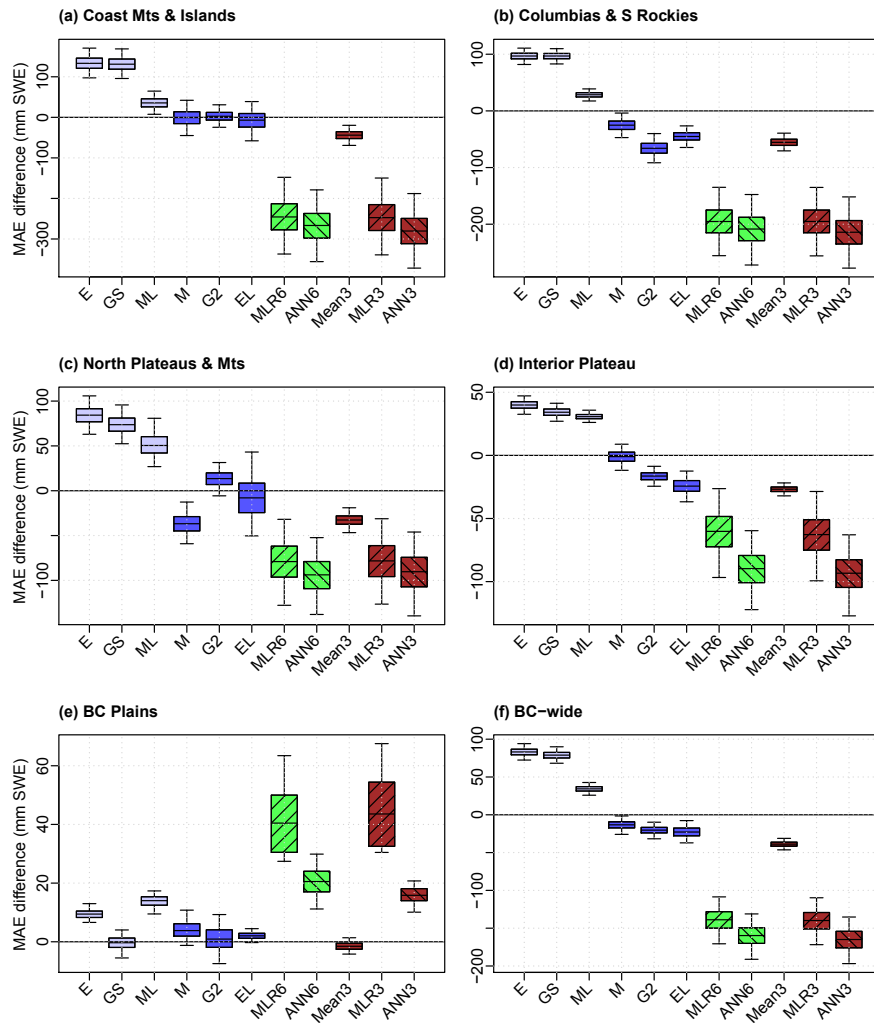 (a) Coast Mts & Islands
MAE difference (mm SWE)
100
0
−100
−300
E GS ML M G2 EL MLR6 ANN6 Mean3 MLR3 ANN3
(b) Columbias & S Rockies
100
0
−100
−200
E GS ML M G2 EL MLR6 ANN6 Mean3 MLR3 ANN3
(c) North Plateaus & Mts
MAE difference (mm SWE)
100
50
0
−100
E GS ML M G2 EL MLR6 ANN6 Mean3 MLR3 ANN3
(d) Interior Plateau
50
0
−50
−100
E GS ML M G2 EL MLR6 ANN6 Mean3 MLR3 ANN3
(e) BC Plains
MAE difference (mm SWE)
60
40
20
0
E GS ML M G2 EL MLR6 ANN6 Mean3 MLR3 ANN3
(f) BC−wide
100
50
0
−100
−200
E GS ML M G2 EL MLR6 ANN6 Mean3 MLR3 ANN3